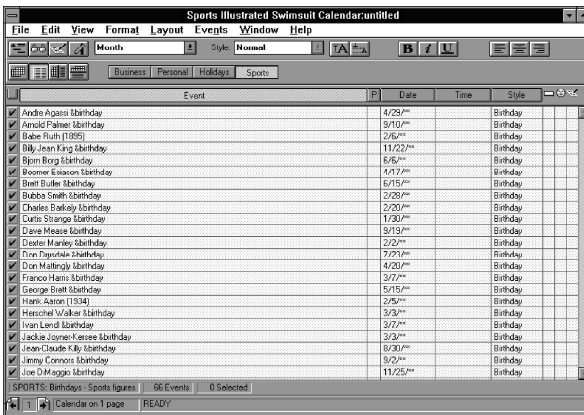 Sports Illustrated Swimsuit Calendar:untitled
File Edit View Format Layout Events Window Help
Month Style: Normal B i U
Business Personal Holidays Sports
Event P Date Time Style
Andre Agassi &birthday 4/29/** Birthday
Arnold Palmer &birthday 9/10/** Birthday
Babe Ruth (1895) 2/6/** Birthday
Billy Jean King &birthday 11/22/** Birthday
Bjorn Borg &birthday 6/6/** Birthday
Boomer Esiason &birthday 4/17/** Birthday
Brett Butler &birthday 6/15/** Birthday
Bubba Smith &birthday 2/28/** Birthday
Charles Barkely &birthday 2/20/** Birthday
Curtis Strange &birthday 1/30/** Birthday
Dave Mease &birthday 9/19/** Birthday
Dexter Manley &birthday 2/2/** Birthday
Don Drysdale &birthday 7/23/** Birthday
Don Mattingly &birthday 4/20/** Birthday
Franco Harris &birthday 3/7/** Birthday
George Brett &birthday 5/15/** Birthday
Hank Aaron (1934) 2/5/** Birthday
Herschel Walker &birthday 3/3/** Birthday
Ivan Lendl &birthday 3/7/** Birthday
Jackie Joyner-Kersee &birthday 3/3/** Birthday
Jean-Claude Killy &birthday 8/30/** Birthday
Jimmy Connors &birthday 9/2/** Birthday
Joe DiMaggio &birthday 11/25/** Birthday
SPORTS: Birthdays - Sports figures 66 Events 0 Selected
1 Calendar on 1 page READY